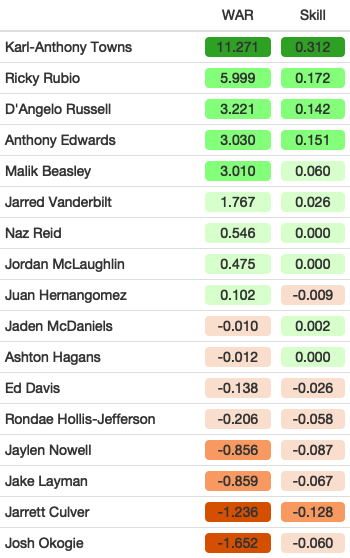 WAR Skill
Karl-Anthony Towns 11.271 0.312
Ricky Rubio 5.999 0.172
D'Angelo Russell 3.221 0.142
Anthony Edwards 3.030 0.151
Malik Beasley 3.010 0.060
Jarred Vanderbilt 1.767 0.026
Naz Reid 0.546 0.000
Jordan McLaughlin 0.475 0.000
Juan Hernangomez 0.102 -0.009
Jaden McDaniels -0.010 0.002
Ashton Hagans -0.012 0.000
Ed Davis -0.138 -0.026
Rondae Hollis-Jefferson -0.206 -0.058
Jaylen Nowell -0.856 -0.087
Jake Layman -0.859 -0.067
Jarrett Culver -1.236 -0.128
Josh Okogie -1.652 -0.060